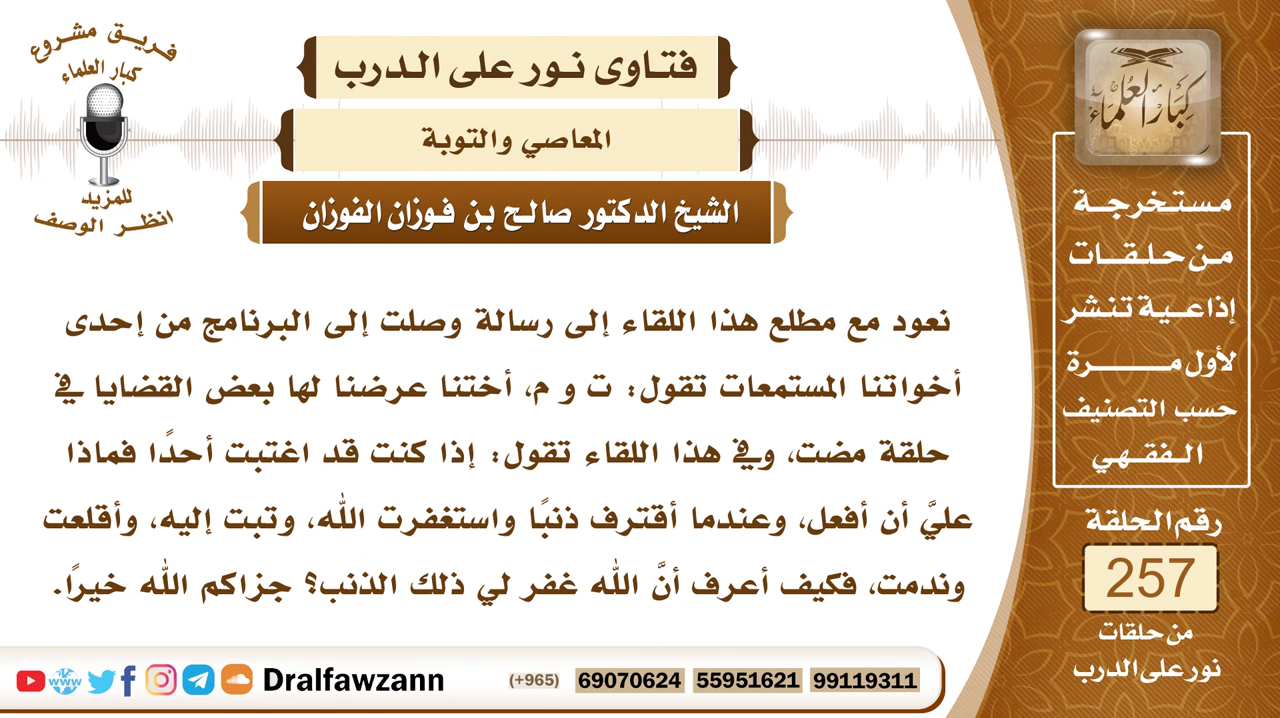 فريق مشروع
كبار العلماء
للمزيد
انظر الوصف
فتاوى نور على الدرب
المعاصي والتوبة
الشيخ الدكتور صالح بن فوزان الفوزان
نعود مع مطلع هذا اللقاء إلى رسالة وصلت إلى البرنامج من إحدى
أخواتنا المستمعات تقول: ت و م، أختنا عرضنا لها بعض القضايا في
حلقة مضت، وفي هذا اللقاء تقول: إذا كنت قد اغتبت أحدًا فماذا
عليَّ أن أفعل، وعندما أقترف ذنبًا واستغفرت الله، وتبت إليه، وأقلعت
وندمت، فكيف أعرف أنَّ الله غفر لي ذلك الذنب؟ جزاكم الله خيرًا.
كِبَارُ العُلَمَاء
مستخرجة
من حلقات
إذاعية تنشر
لأول مرة
حسب التصنيف
الفقهي
رقم الحلقة
257
من حلقات
نور على الدرب
www Dralfawzann (+965) 69070624 55951621 99119311